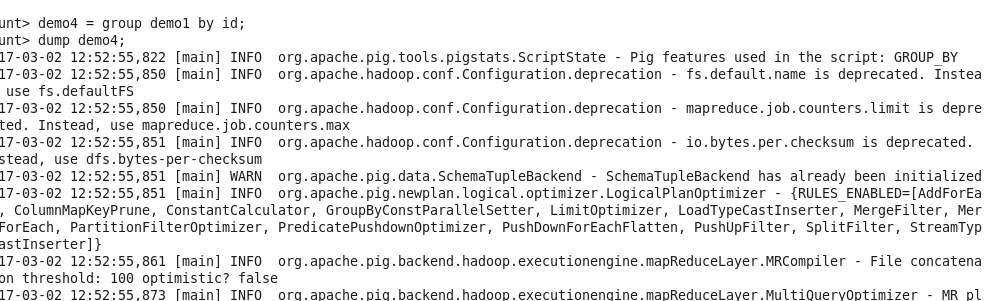 unt> demo4 = group demo1 by id;
unt> dump demo4;
17-03-02 12:52:55,822 [main] INFO  org.apache.pig.tools.pigstats.ScriptState - Pig features used in the script: GROUP_BY
17-03-02 12:52:55,850 [main] INFO  org.apache.hadoop.conf.Configuration.deprecation - fs.default.name is deprecated. Instea
 use fs.defaultFS
17-03-02 12:52:55,850 [main] INFO  org.apache.hadoop.conf.Configuration.deprecation - mapreduce.job.counters.limit is depre
ted. Instead, use mapreduce.job.counters.max
17-03-02 12:52:55,851 [main] INFO  org.apache.hadoop.conf.Configuration.deprecation - io.bytes.per.checksum is deprecated.
stead, use dfs.bytes-per-checksum
17-03-02 12:52:55,851 [main] WARN  org.apache.pig.data.SchemaTupleBackend - SchemaTupleBackend has already been initialized
17-03-02 12:52:55,851 [main] INFO  org.apache.pig.newplan.logical.optimizer.LogicalPlanOptimizer - {RULES_ENABLED=[AddForEa
, ColumnMapKeyPrune, ConstantCalculator, GroupByConstParallelSetter, LimitOptimizer, LoadTypeCastInserter, MergeFilter, Mer
ForEach, PartitionFilterOptimizer, PredicatePushdownOptimizer, PushDownForEachFlatten, PushUpFilter, SplitFilter, StreamTyp
astInserter]}
17-03-02 12:52:55,861 [main] INFO  org.apache.pig.backend.hadoop.executionengine.mapReduceLayer.MRCompiler - File concatena
on threshold: 100 optimistic? false
17-03-02 12:52:55,873 [main] INFO  org.apache.pig.backend.hadoop.executionengine.mapReduceLayer.MultiQueryOptimizer - MR pl